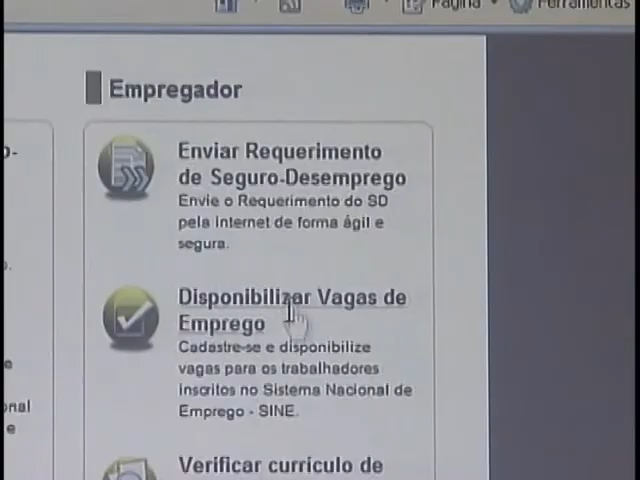 Página
Ferramentas
Empregador
Enviar Requerimento
de Seguro-Desemprego
Envie o Requerimento do SD
pela internet de forma ágil e
segura.
Disponibilizar Vagas de
Emprego
Cadastre-se e disponibilize
vagas para os trabalhadores
inscritos no Sistema Nacional de
Emprego - SINE.
Verificar currículo de